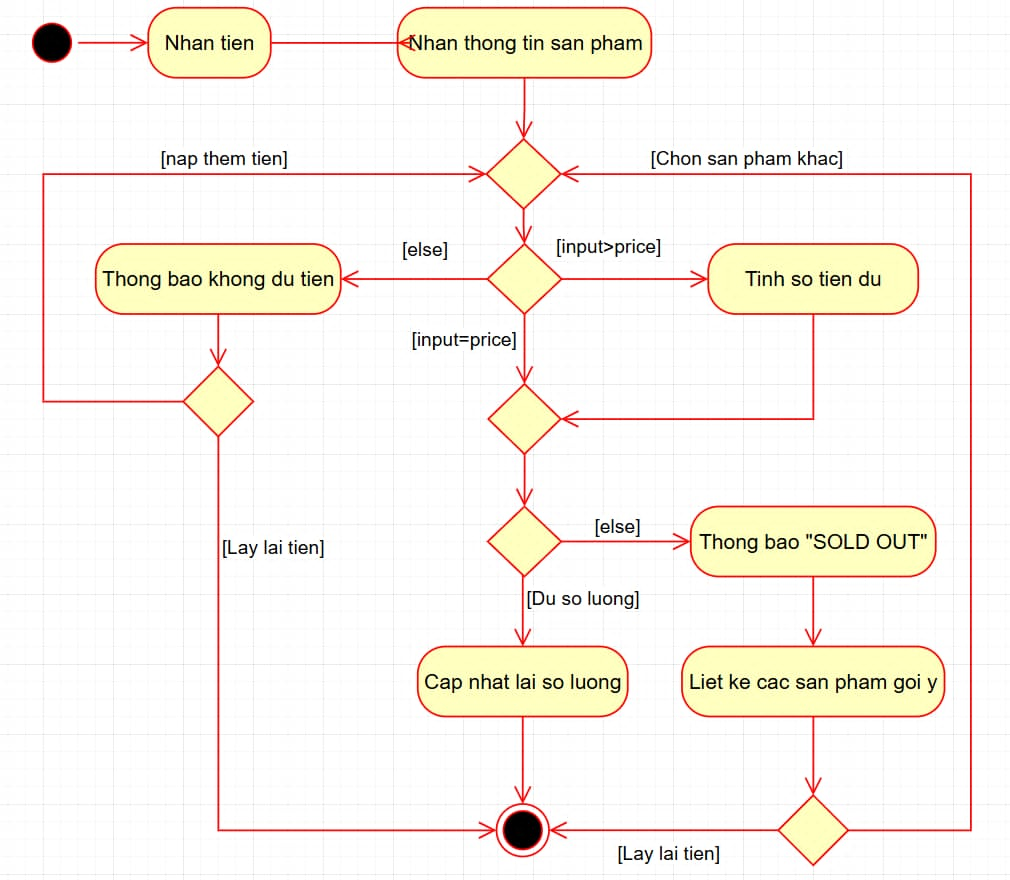 Nhan tien
Nhan thong tin san pham
[nap them tien]
[Chon san pham khac]
[else]
[input>price]
Thong bao khong du tien
Tinh so tien du
[input=price]
[else]
Thong bao "SOLD OUT"
[Lay lai tien]
[Du so luong]
Cap nhat lai so luong
Liet ke cac san pham goi y
[Lay lai tien]